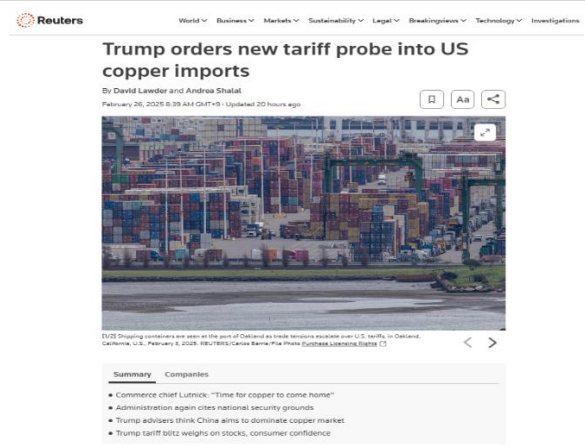 Reuters
World Business Markets Sustainability Legal Breakingviews Technology Investigations
Trump orders new tariff probe into US
copper imports
By David Lawder and Andrea Shalal
February 26, 2025 8:39 AM GMT+9 · Updated 20 hours ago
Aa
[1/2] Shipping containers are seen at the port of Oakland as trade tensions escalate over U.S. tariffs, in Oakland,
California, U.S., February 3, 2025. REUTERS/Carlos Barria/File Photo Purchase Licensing Rights
Summary Companies
• Commerce chief Lutnick: "Time for copper to come home"
• Administration again cites national security grounds
• Trump advisers think China aims to dominate copper market
• Trump tariff blitz weighs on stocks, consumer confidence